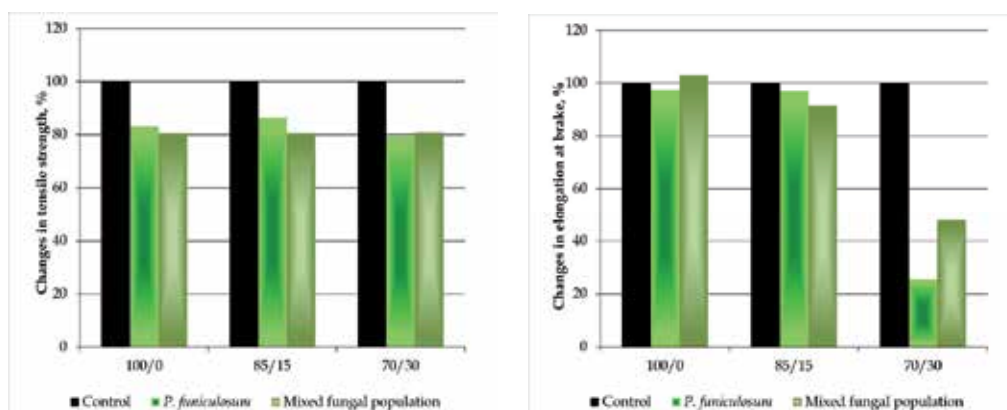 Changes in tensile strength, %
120
100
80
60
40
20
0
100/0 85/15 70/30
■ Control ■ P. funiculosum ■ Mixed fungal population
Changes in elongation at brake, %
120
100
80
60
40
20
0
100/0 85/15 70/30
■ Control ■ P. funiculosum ■ Mixed fungal population